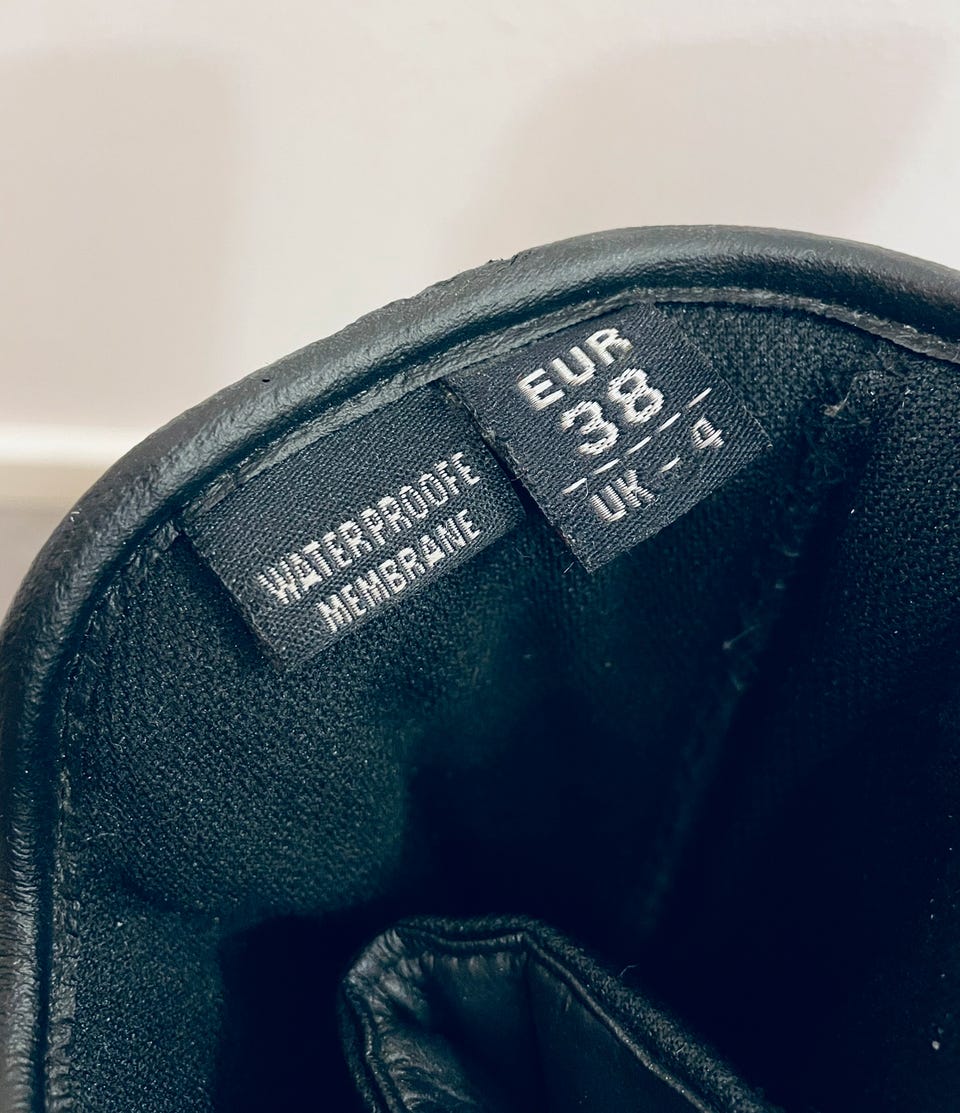 WATERPROOFE
MEMBRANE
EUR
38
UK - 4